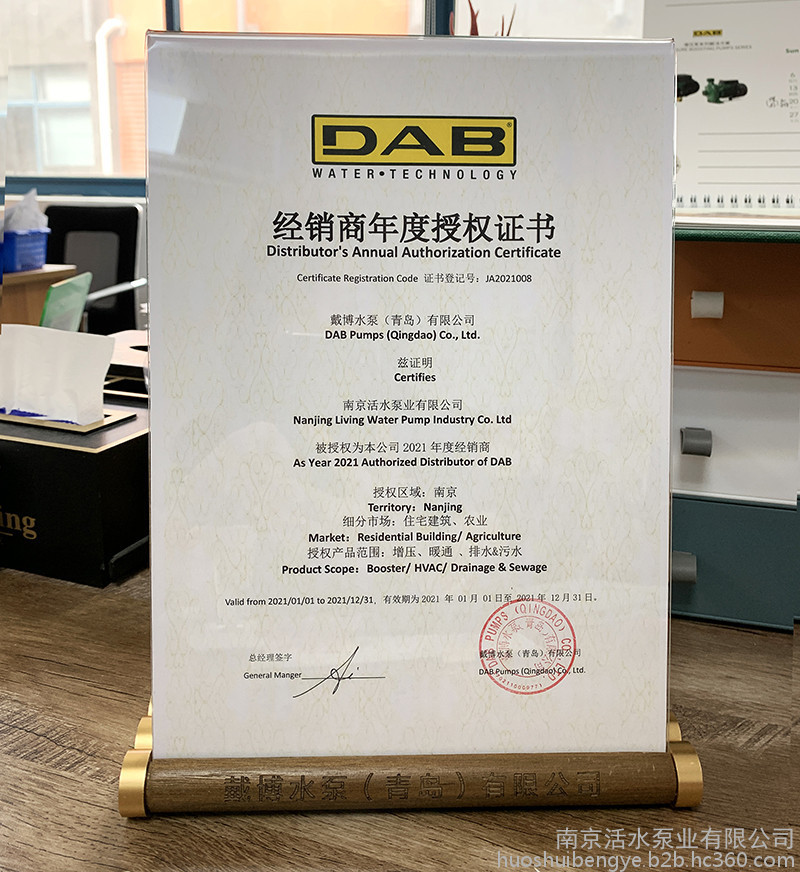 DAB
DAB
WATER•TECHNOLOGY
经销商年度授权证书
Distributor's Annual Authorization Certificate
Certificate Registration Code 证书登记号：JA2021008
戴博水泵（青岛）有限公司
DAB Pumps (Qingdao) Co., Ltd.
兹证明
Certifies
南京活水泵业有限公司
Nanjing Living Water Pump Industry Co. Ltd
被授权为本公司 2021 年度经销商
As Year 2021 Authorized Distributor of DAB
授权区域：南京
Territory：Nanjing
细分市场：住宅建筑、农业
Market：Residential Building/ Agriculture
授权产品范围：增压、暖通 、排水&污水
Product Scope：Booster/ HVAC/ Drainage & Sewage
Valid from 2021/01/01 to 2021/12/31，有效期为 2021 年 01 月 01 日至 2021 年 12 月 31 日。
总经理签字
General Manger
戴博水泵（青岛）有限公司
DAB Pumps (Qingdao) Co., Ltd.
DAB PUMPS (QINGDAO) CO., LTD.
戴博水泵（青岛）有限公司
ing
南京活水泵业有限公司
huoshuibengye.b2b.hc360.com